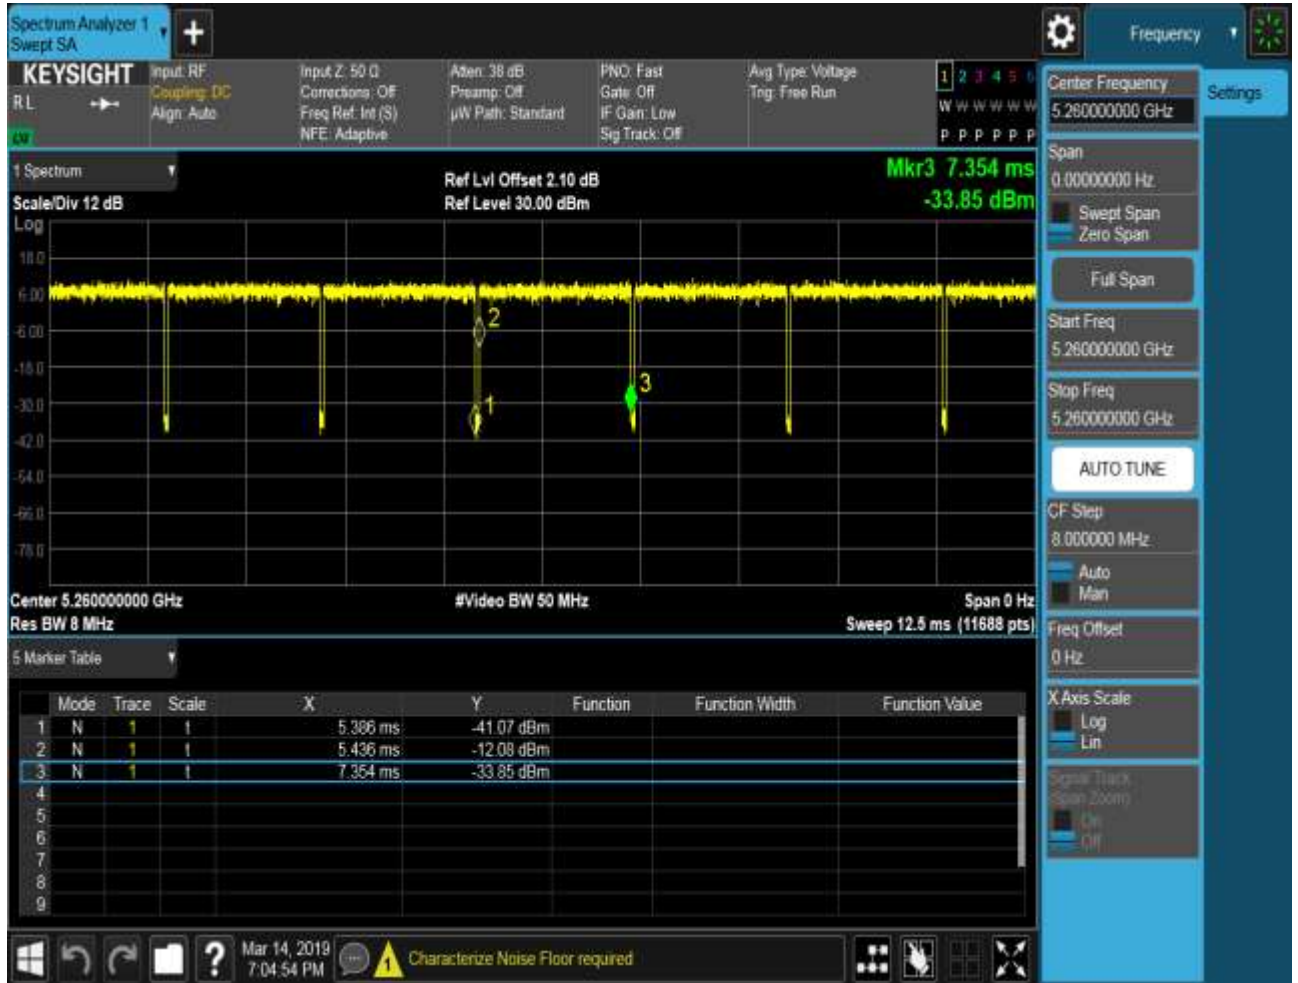 Spectrum Analyzer 1
Swept SA
+
Frequency
KEYSIGHT
RL
Input: RF
Coupling: DC
Align: Auto
Input Z: 50 Ω
Corrections: Off
Freq Ref: Int (S)
NFE: Adaptive
Atten: 38 dB
Preamp: Off
µW Path: Standard
PNO: Fast
Gate: Off
IF Gain: Low
Sig Track: Off
Avg Type: Voltage
Trig: Free Run
1 2 3 4 5 6
W W W W W W
P P P P P P
1 Spectrum
Scale/Div 12 dB
Ref Lvl Offset 2.10 dB
Ref Level 30.00 dBm
Mkr3 7.354 ms
-33.85 dBm
Log
18.0
6.00
-6.00
-18.0
-30.0
-42.0
-54.0
-66.0
-78.0
2
1
3
Center 5.260000000 GHz
#Video BW 50 MHz
Span 0 Hz
Res BW 8 MHz
Sweep 12.5 ms (11688 pts)
5 Marker Table
Mode Trace Scale X Y Function Function Width Function Value
1 N 1 t 5.386 ms -41.07 dBm
2 N 1 t 5.436 ms -12.08 dBm
3 N 1 t 7.354 ms -33.85 dBm
4
5
6
7
8
9
Center Frequency
5.260000000 GHz
Settings
Span
0.00000000 Hz
Swept Span
Zero Span
Full Span
Start Freq
5.260000000 GHz
Stop Freq
5.260000000 GHz
AUTO TUNE
CF Step
8.000000 MHz
Auto
Man
Freq Offset
0 Hz
X Axis Scale
Log
Lin
Signal Track
(Span Zoom)
On
Off
?
Mar 14, 2019
7:04:54 PM
1
Characterize Noise Floor required